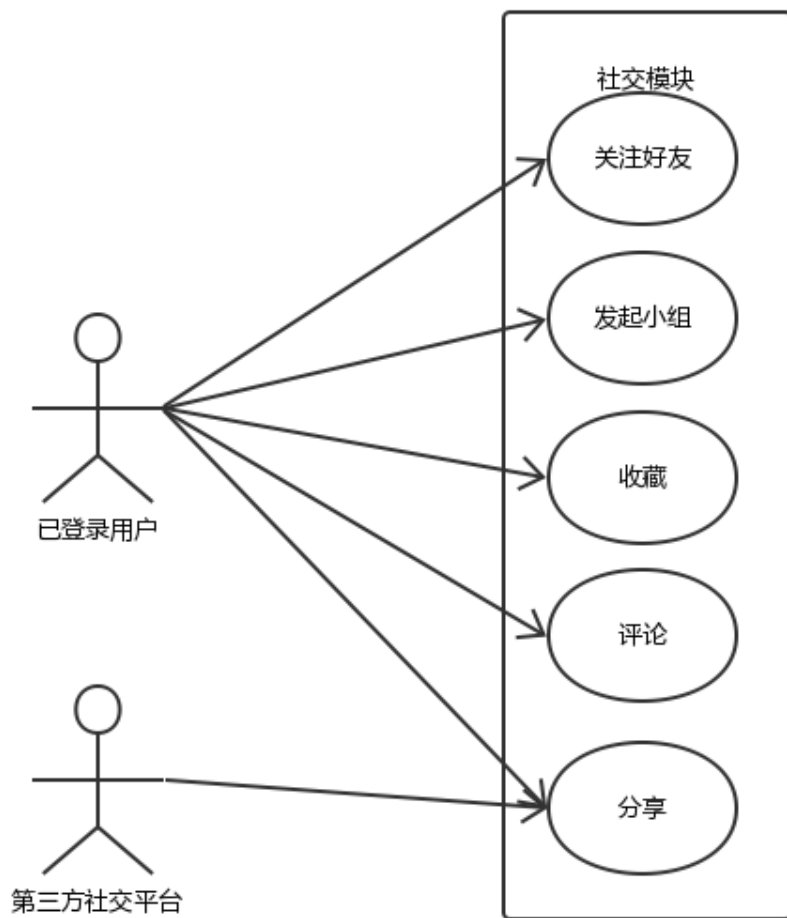 社交模块
关注好友
发起小组
收藏
已登录用户
评论
分享
第三方社交平台